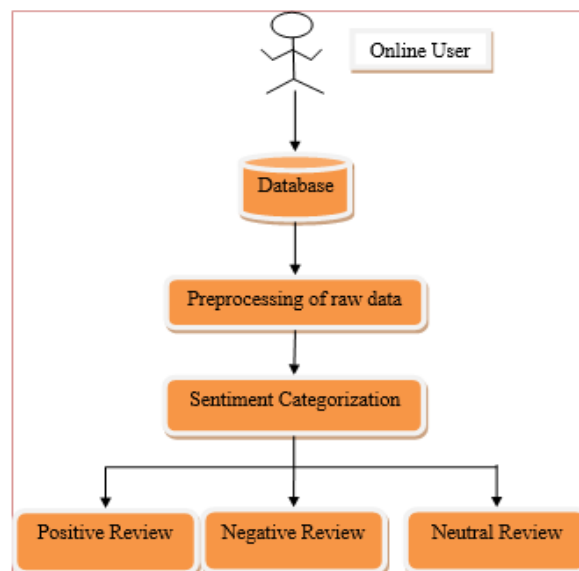 Online User
Database
Preprocessing of raw data
Sentiment Categorization
Positive Review
Negative Review
Neutral Review